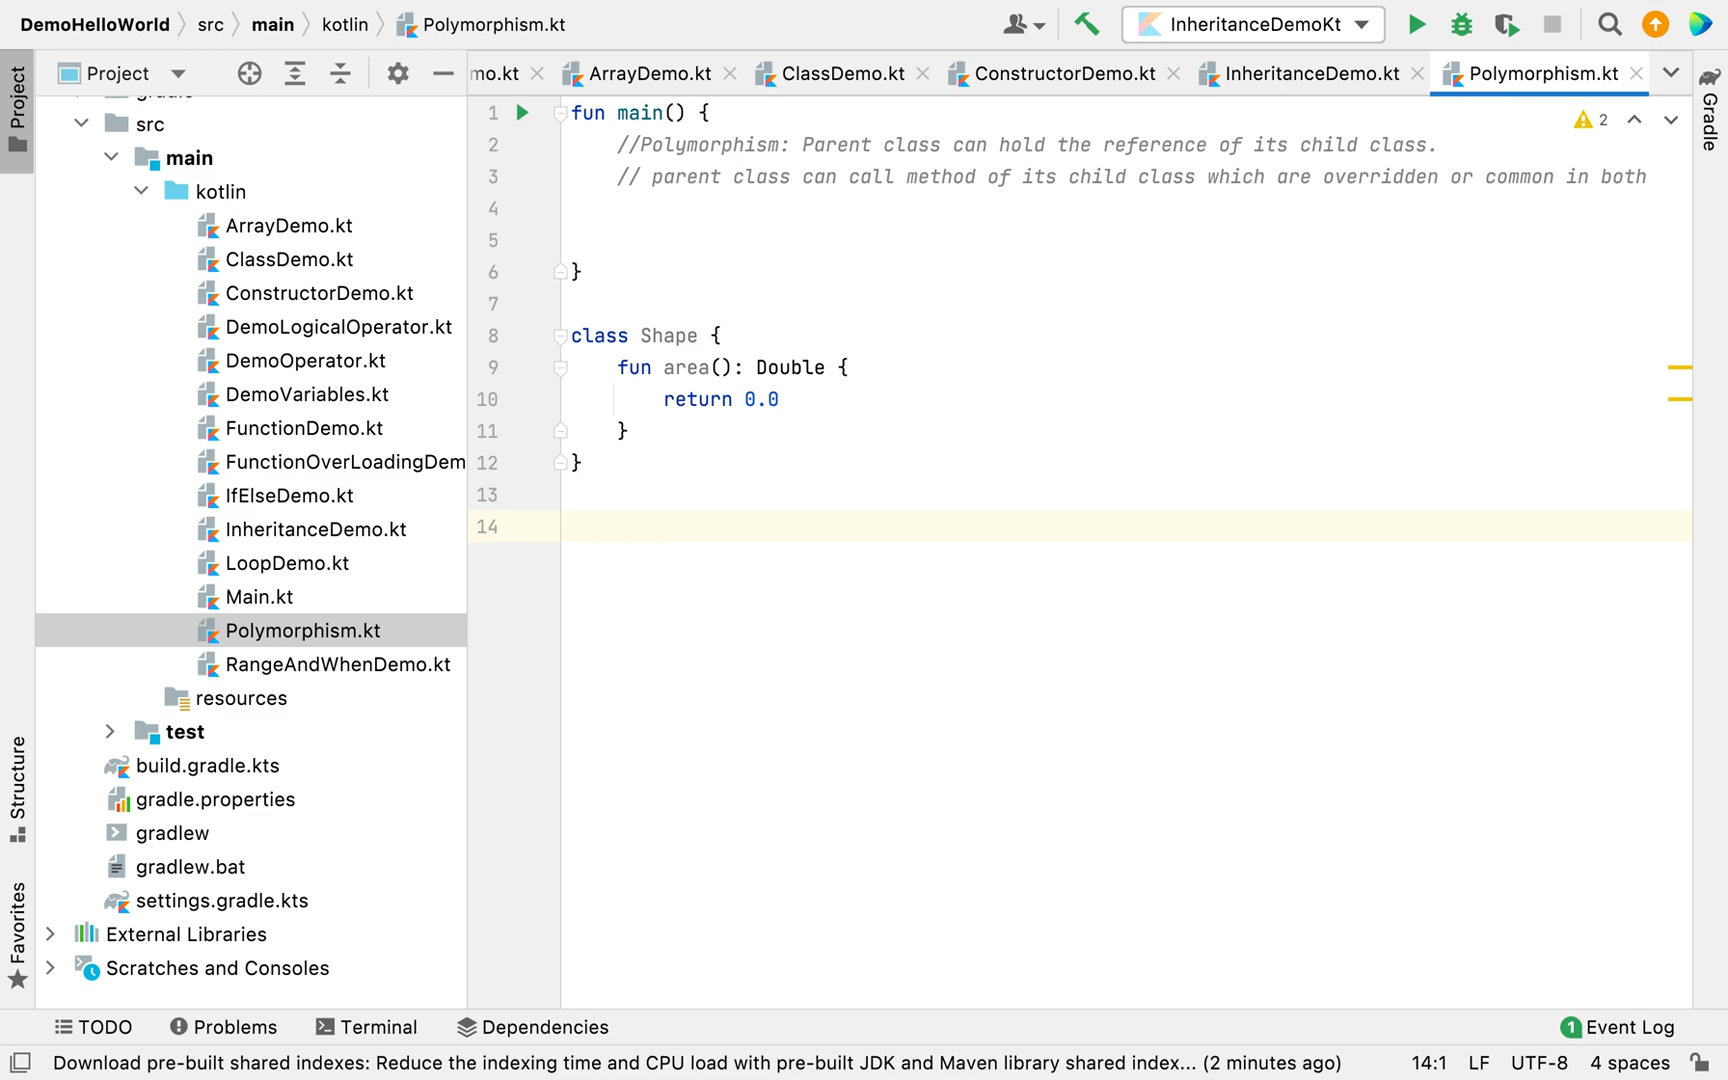 DemoHelloWorld src main kotlin Polymorphism.kt InheritanceDemoKt
Project mo.kt ArrayDemo.kt ClassDemo.kt ConstructorDemo.kt InheritanceDemo.kt Polymorphism.kt
Project
Gradle
Structure
Favorites
src
main
kotlin
ArrayDemo.kt
ClassDemo.kt
ConstructorDemo.kt
DemoLogicalOperator.kt
DemoOperator.kt
DemoVariables.kt
FunctionDemo.kt
FunctionOverLoadingDem
IfElseDemo.kt
InheritanceDemo.kt
LoopDemo.kt
Main.kt
Polymorphism.kt
RangeAndWhenDemo.kt
resources
test
build.gradle.kts
gradle.properties
gradlew
gradlew.bat
settings.gradle.kts
External Libraries
Scratches and Consoles
1 fun main() {
2 //Polymorphism: Parent class can hold the reference of its child class.
3 // parent class can call method of its child class which are overridden or common in both
4
5
6 }
7
8 class Shape {
9 fun area(): Double {
10 return 0.0
11 }
12 }
13
14
2
TODO Problems Terminal Dependencies 1 Event Log
Download pre-built shared indexes: Reduce the indexing time and CPU load with pre-built JDK and Maven library shared index... (2 minutes ago) 14:1 LF UTF-8 4 spaces